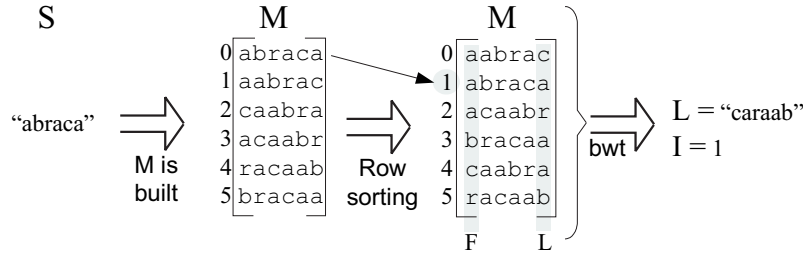 S
M
M
0 abraca
1 aabrac
2 caabra
3 acaabr
4 racaab
5 bracaa
0 aabrac
1 abraca
2 acaabr
3 bracaa
4 caabra
5 racaab
“abraca”
M is
built
Row
sorting
bwt
L = “caraab”
I = 1
F
L